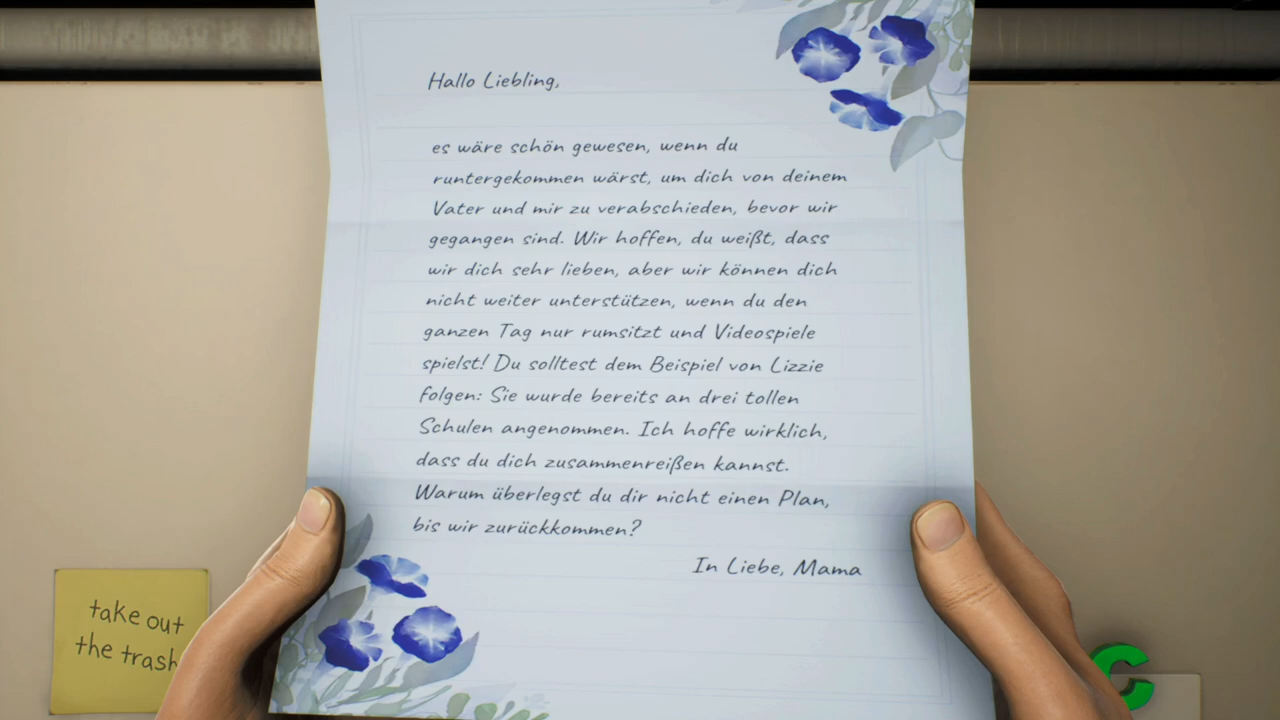 Hallo Liebling,
es wäre schön gewesen, wenn du
runtergekommen wärst, um dich von deinem
Vater und mir zu verabschieden, bevor wir
gegangen sind. Wir hoffen, du weißt, dass
wir dich sehr lieben, aber wir können dich
nicht weiter unterstützen, wenn du den
ganzen Tag nur rumsitzt und Videospiele
spielst! Du solltest dem Beispiel von Lizzie
folgen: Sie wurde bereits an drei tollen
Schulen angenommen. Ich hoffe wirklich,
dass du dich zusammenreißen kannst.
Warum überlegst du dir nicht einen Plan,
bis wir zurückkommen?
In Liebe, Mama
take out
the trash
C